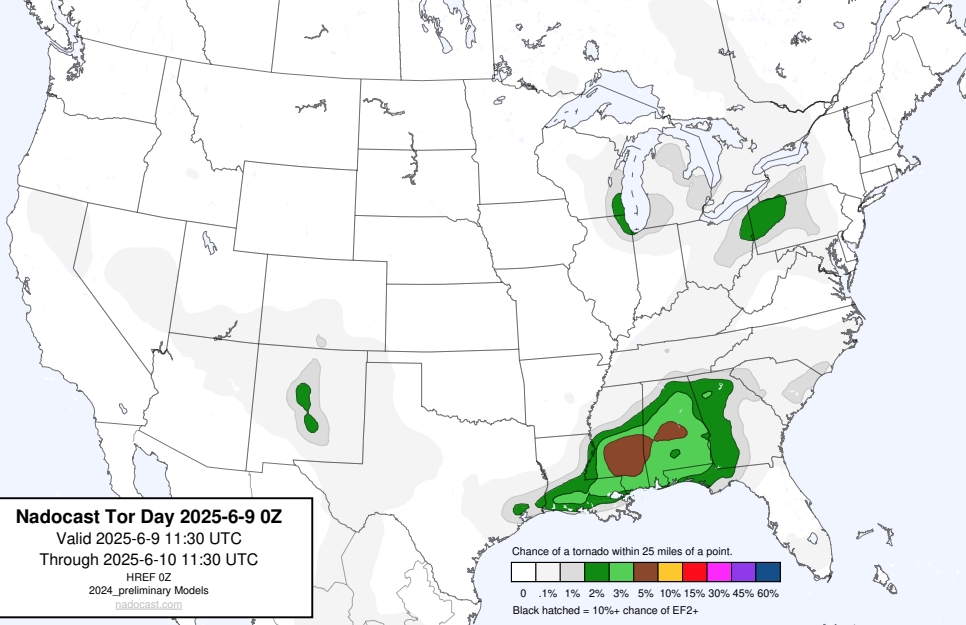 Nadocast Tor Day 2025-6-9 0Z
Valid 2025-6-9 11:30 UTC
Through 2025-6-10 11:30 UTC
HREF 0Z
2024_preliminary Models
nadocast.com
Chance of a tornado within 25 miles of a point.
0 .1% 1% 2% 3% 5% 10% 15% 30% 45% 60%
Black hatched = 10%+ chance of EF2+